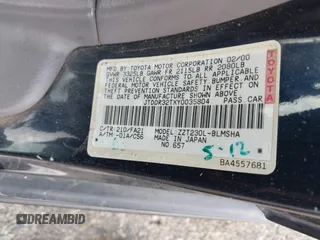 MFD. BY TOYOTA MOTOR CORPORATION 02/00
GVWR 3325LB GAWR FR 2115LB RR 2080LB
THIS VEHICLE CONFORMS TO ALL APPLICABLE
FEDERAL MOTOR VEHICLE SAFETY, BUMPER, AND
THEFT PREVENTION STANDARDS IN EFFECT ON
THE DATE OF MANUFACTURE SHOWN ABOVE.
JTDDR32TXY0035804 PASS. CAR
C/TR 210/FA21 MODEL ZZT230L-BLMSHA
A/TM -01A/C56 MADE IN JAPAN
NO.657
5-12
BA4557681
TOYOTA
TOYOTA